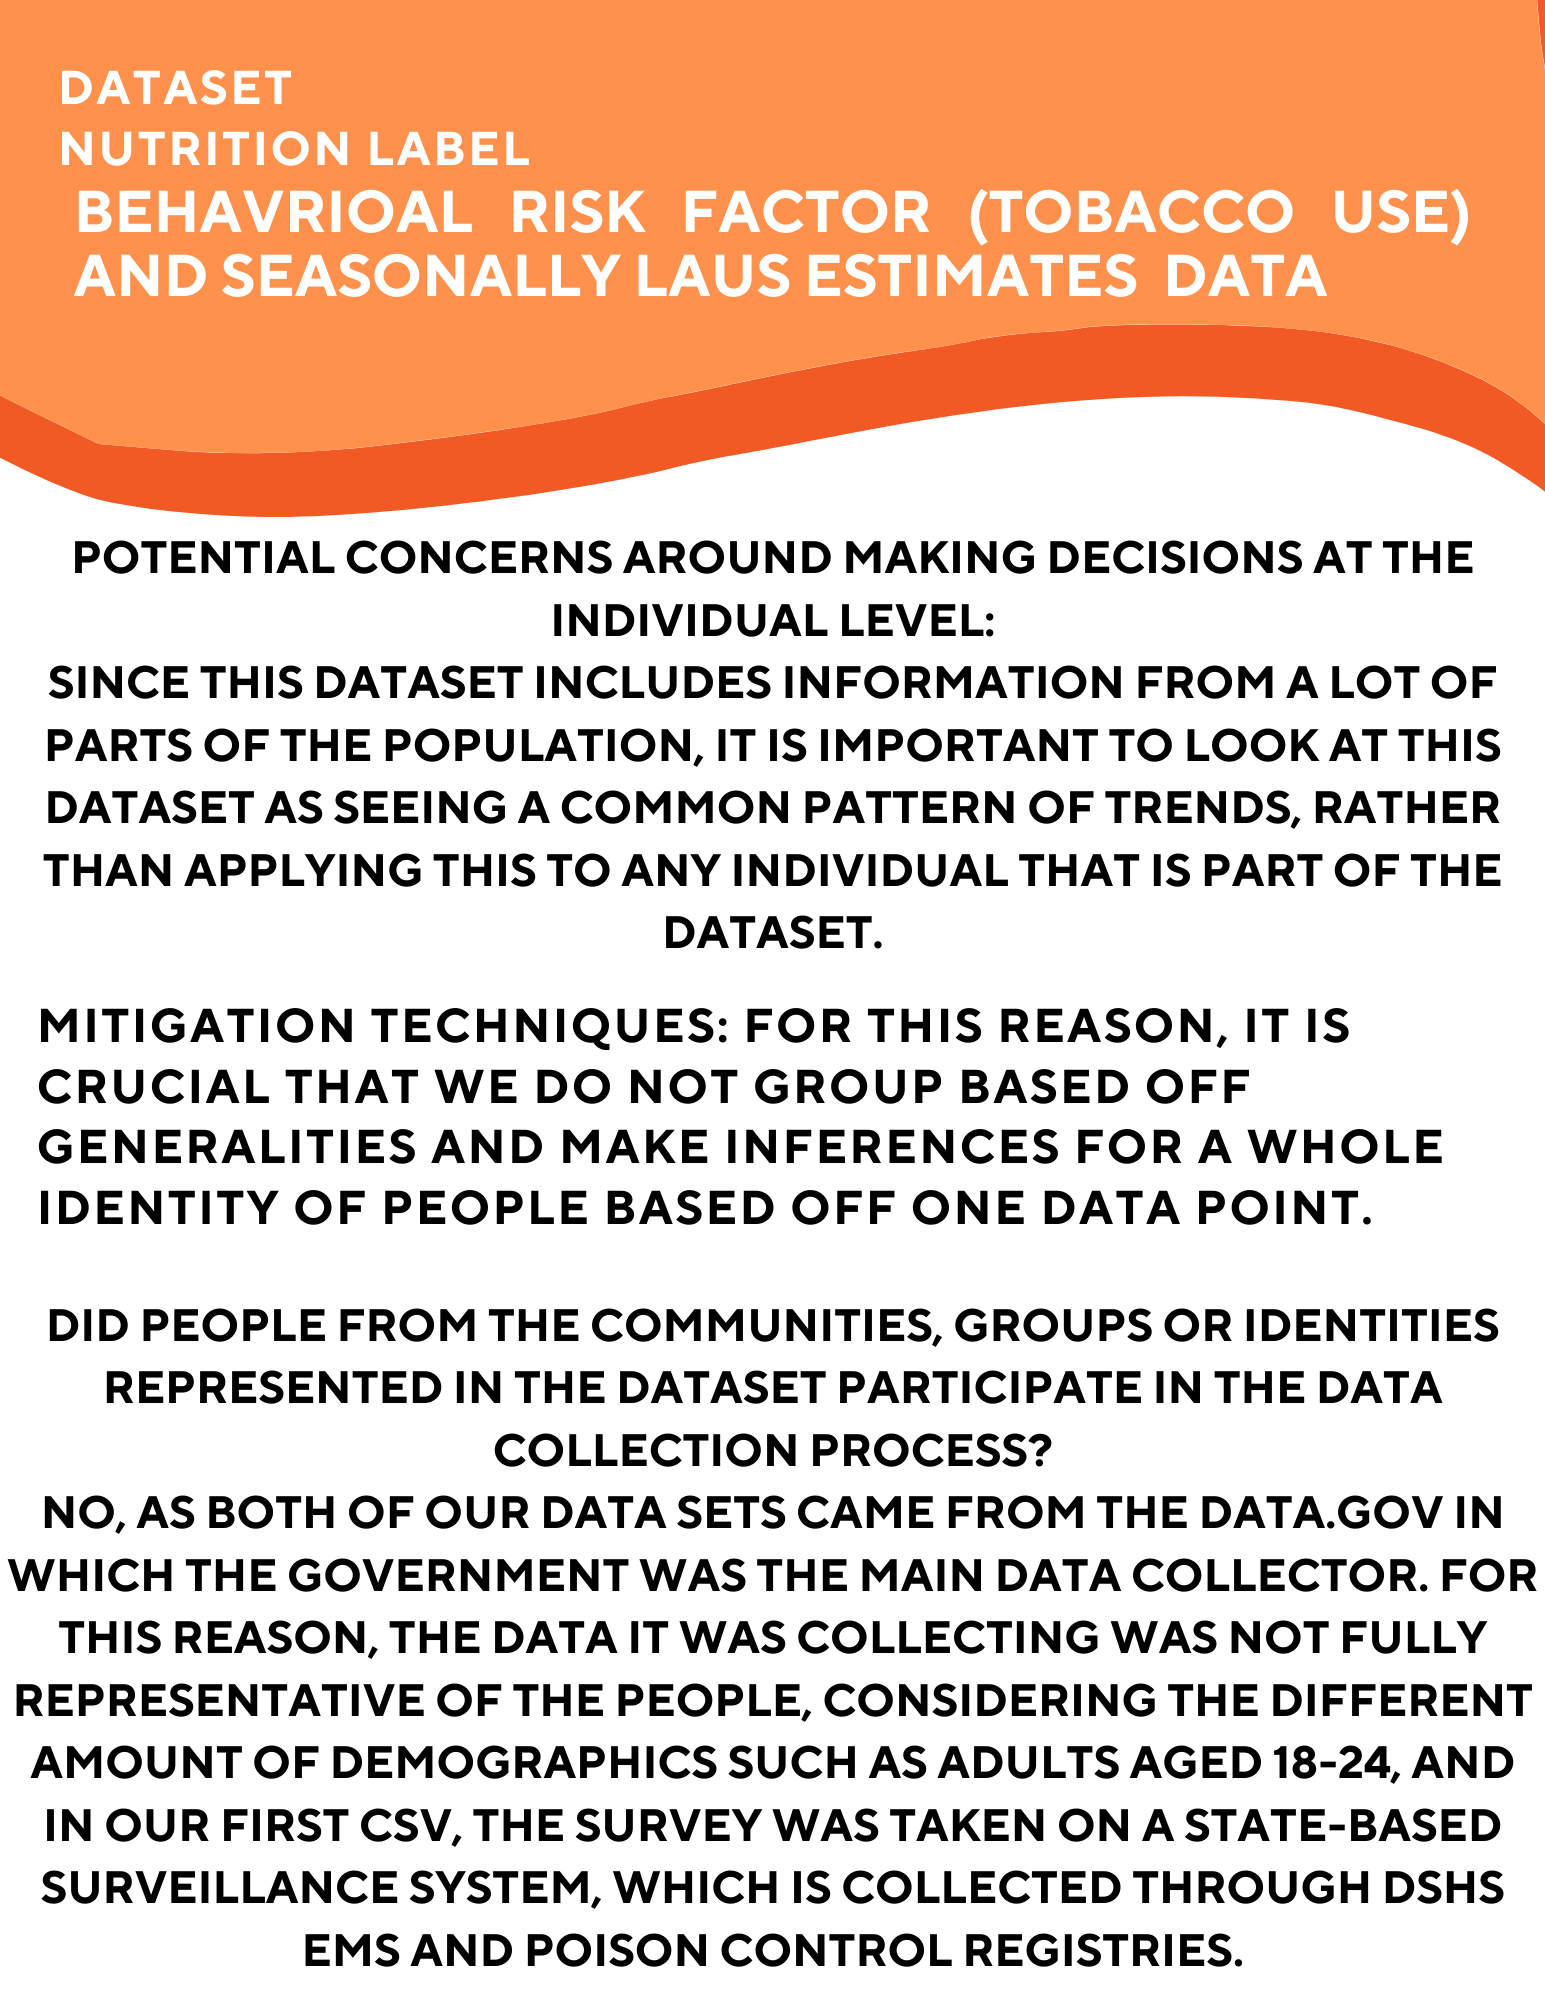 DATASET
NUTRITION LABEL
BEHAVRIOAL RISK FACTOR (TOBACCO USE)
AND SEASONALLY LAUS ESTIMATES DATA
POTENTIAL CONCERNS AROUND MAKING DECISIONS AT THE
INDIVIDUAL LEVEL:
SINCE THIS DATASET INCLUDES INFORMATION FROM A LOT OF
PARTS OF THE POPULATION, IT IS IMPORTANT TO LOOK AT THIS
DATASET AS SEEING A COMMON PATTERN OF TRENDS, RATHER
THAN APPLYING THIS TO ANY INDIVIDUAL THAT IS PART OF THE
DATASET.
MITIGATION TECHNIQUES: FOR THIS REASON, IT IS
CRUCIAL THAT WE DO NOT GROUP BASED OFF
GENERALITIES AND MAKE INFERENCES FOR A WHOLE
IDENTITY OF PEOPLE BASED OFF ONE DATA POINT.
DID PEOPLE FROM THE COMMUNITIES, GROUPS OR IDENTITIES
REPRESENTED IN THE DATASET PARTICIPATE IN THE DATA
COLLECTION PROCESS?
NO, AS BOTH OF OUR DATA SETS CAME FROM THE DATA.GOV IN
WHICH THE GOVERNMENT WAS THE MAIN DATA COLLECTOR. FOR
THIS REASON, THE DATA IT WAS COLLECTING WAS NOT FULLY
REPRESENTATIVE OF THE PEOPLE, CONSIDERING THE DIFFERENT
AMOUNT OF DEMOGRAPHICS SUCH AS ADULTS AGED 18-24, AND
IN OUR FIRST CSV, THE SURVEY WAS TAKEN ON A STATE-BASED
SURVEILLANCE SYSTEM, WHICH IS COLLECTED THROUGH DSHS
EMS AND POISON CONTROL REGISTRIES.